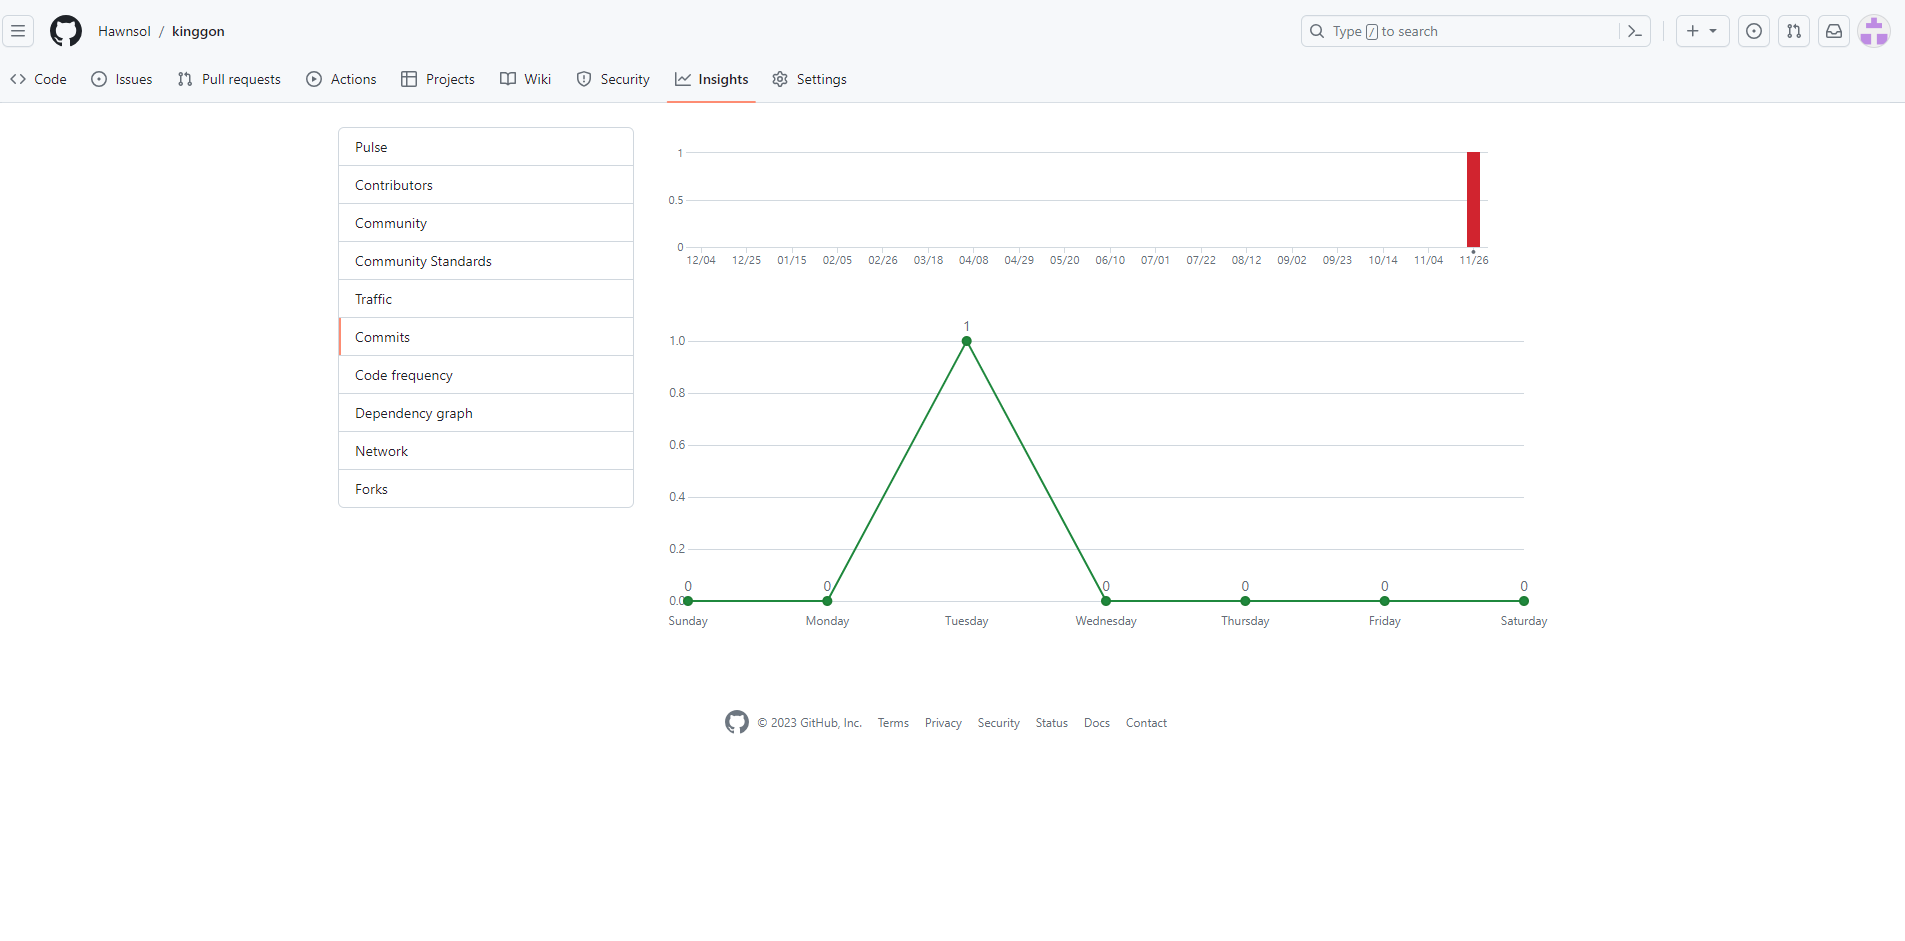 Hawnsol / kinggon
Type / to search
Code Issues Pull requests Actions Projects Wiki Security Insights Settings
Pulse
Contributors
Community
Community Standards
Traffic
Commits
Code frequency
Dependency graph
Network
Forks
1
0.5
0
12/04 12/25 01/15 02/05 02/26 03/18 04/08 04/29 05/20 06/10 07/01 07/22 08/12 09/02 09/23 10/14 11/04 11/26
1
1.0
0.8
0.6
0.4
0.2
0 0 0 0 0 0
0.0
Sunday Monday Tuesday Wednesday Thursday Friday Saturday
© 2023 GitHub, Inc. Terms Privacy Security Status Docs Contact